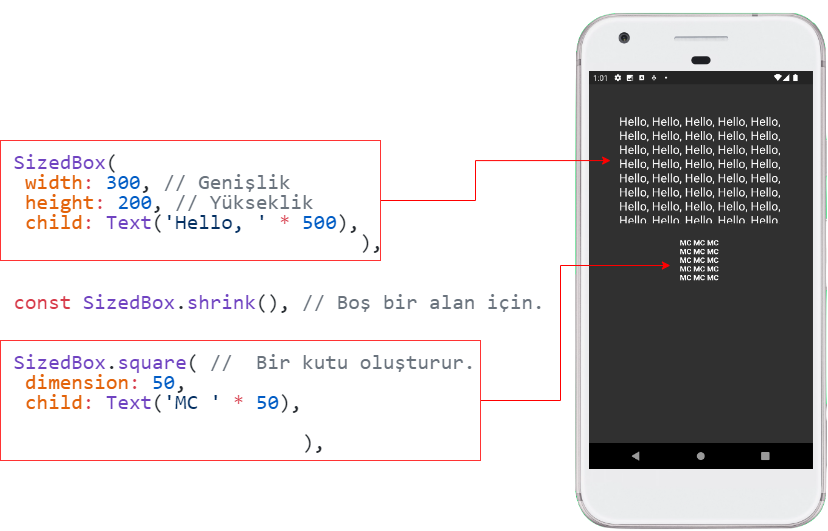 SizedBox(
width: 300, // Genişlik
height: 200, // Yükseklik
child: Text('Hello, ' * 500),
),
const SizedBox.shrink(), // Boş bir alan için.
SizedBox.square( //  Bir kutu oluşturur.
dimension: 50,
child: Text('MC ' * 50),
),
1:01
Hello, Hello, Hello, Hello, Hello,
Hello, Hello, Hello, Hello, Hello,
Hello, Hello, Hello, Hello, Hello,
Hello, Hello, Hello, Hello, Hello,
Hello, Hello, Hello, Hello, Hello,
Hello, Hello, Hello, Hello, Hello,
Hello, Hello, Hello, Hello, Hello,
Hello, Hello, Hello, Hello, Hello,
MC MC MC
MC MC MC
MC MC MC
MC MC MC
MC MC MC